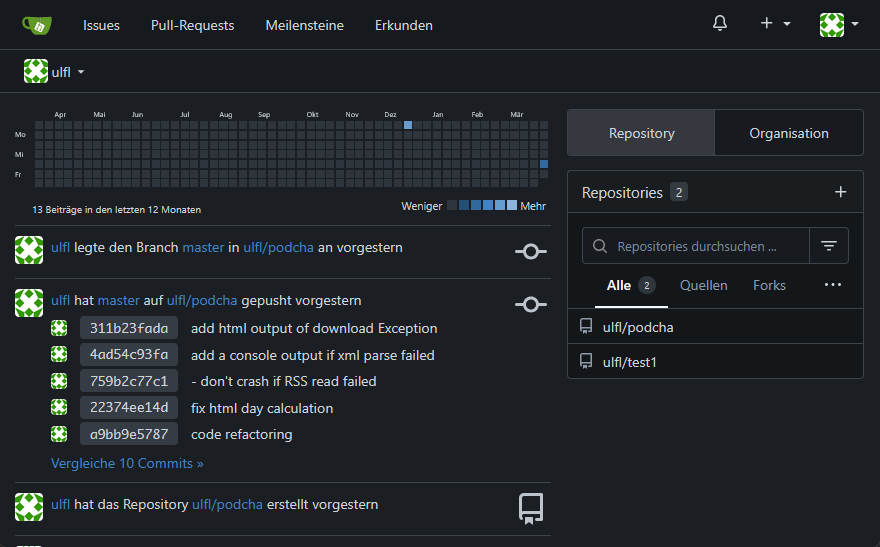 Issues Pull-Requests Meilensteine Erkunden
ulfl
Apr Mai Jun Jul Aug Sep Okt Nov Dez Jan Feb Mär
Mo
Mi
Fr
13 Beiträge in den letzten 12 Monaten
Weniger Mehr
ulfl legte den Branch master in ulfl/podcha an vorgestern
ulfl hat master auf ulfl/podcha gepusht vorgestern
311b23fada add html output of download Exception
4ad54c93fa add a console output if xml parse failed
759b2c77c1 - don't crash if RSS read failed
22374ee14d fix html day calculation
a9bb9e5787 code refactoring
Vergleiche 10 Commits »
ulfl hat das Repository ulfl/podcha erstellt vorgestern
Repository Organisation
Repositories 2
Repositories durchsuchen ...
Alle 2 Quellen Forks
ulfl/podcha
ulfl/test1